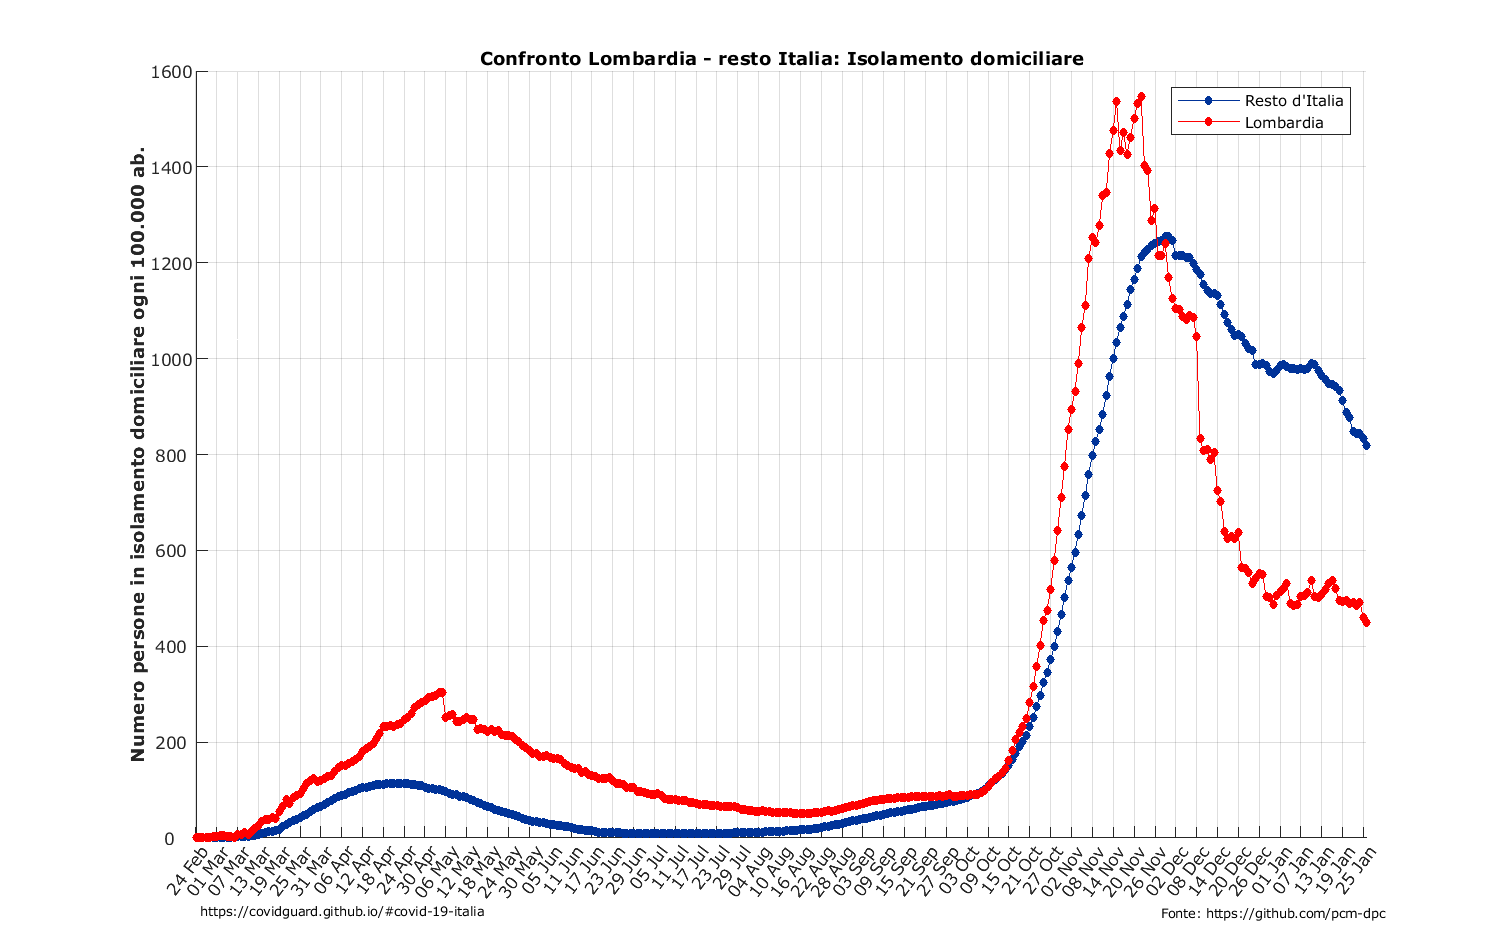 Confronto Lombardia - resto Italia: Isolamento domiciliare
Numero persone in isolamento domiciliare ogni 100.000 ab.
1600
1400
1200
1000
800
600
400
200
0
Resto d'Italia
Lombardia
24 Feb
01 Mar
07 Mar
13 Mar
19 Mar
25 Mar
31 Mar
06 Apr
12 Apr
18 Apr
24 Apr
30 Apr
06 May
12 May
18 May
24 May
30 May
05 Jun
11 Jun
17 Jun
23 Jun
29 Jun
05 Jul
11 Jul
17 Jul
23 Jul
29 Jul
04 Aug
10 Aug
16 Aug
22 Aug
28 Aug
03 Sep
09 Sep
15 Sep
21 Sep
27 Sep
03 Oct
09 Oct
15 Oct
21 Oct
27 Oct
02 Nov
08 Nov
14 Nov
20 Nov
26 Nov
02 Dec
08 Dec
14 Dec
20 Dec
26 Dec
01 Jan
07 Jan
13 Jan
19 Jan
25 Jan
https://covidguard.github.io/#covid-19-italia
Fonte: https://github.com/pcm-dpc